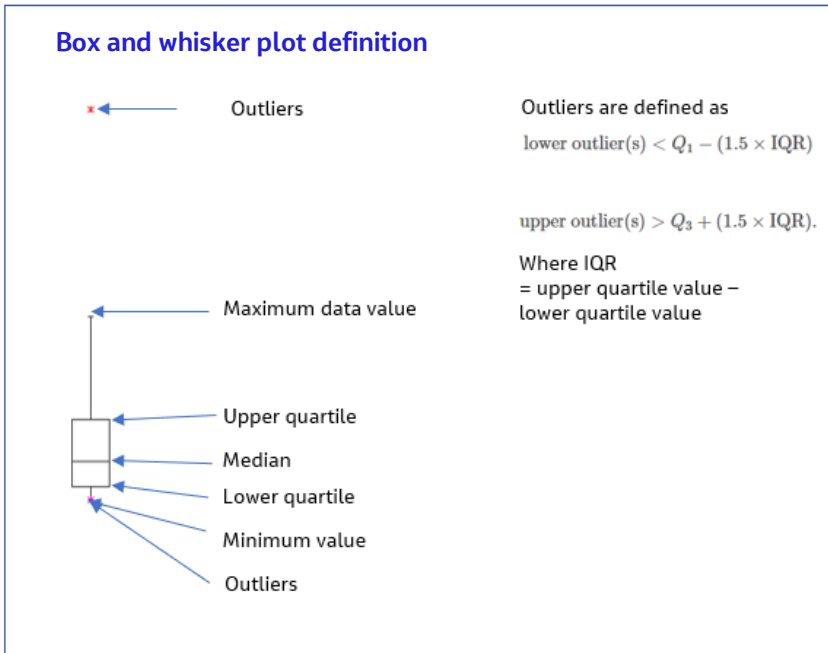 Box and whisker plot definition
Outliers
Outliers are defined as
lower outlier(s) < Q₁ − (1.5 × IQR)
upper outlier(s) > Q₃ + (1.5 × IQR).
Where IQR
= upper quartile value –
lower quartile value
Maximum data value
Upper quartile
Median
Lower quartile
Minimum value
Outliers